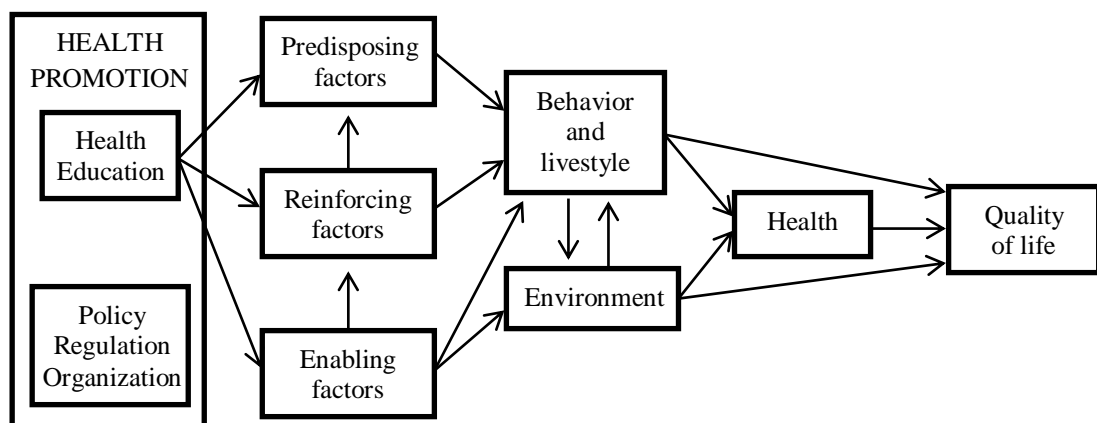 HEALTH
PROMOTION
Health
Education
Policy
Regulation
Organization
Predisposing
factors
Reinforcing
factors
Enabling
factors
Behavior
and
livestyle
Environment
Health
Quality
of life